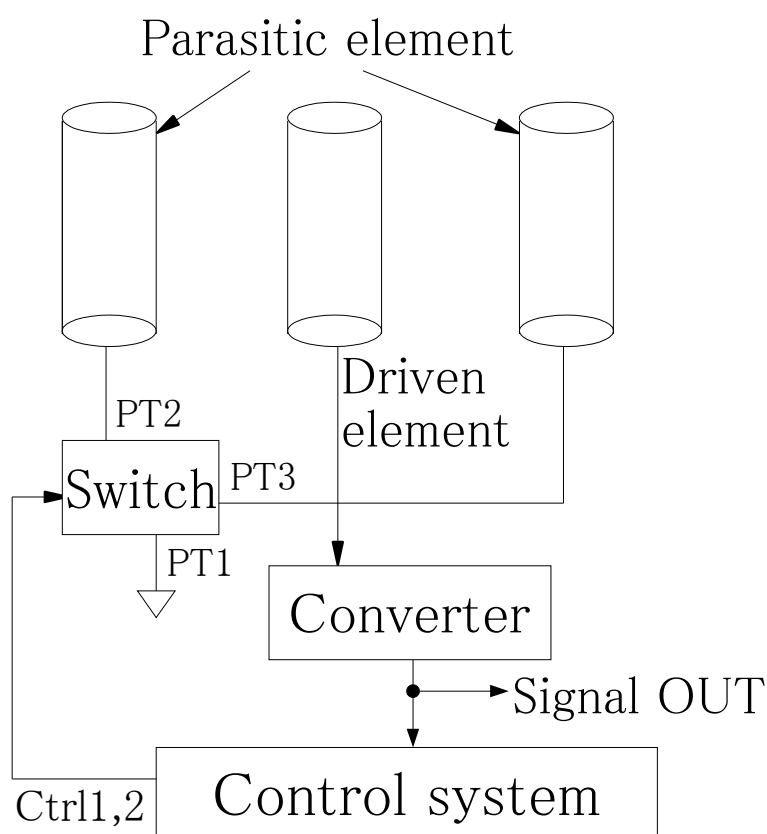 Parasitic element
Driven
element
PT2
Switch
PT3
PT1
Converter
Signal OUT
Ctrl1,2
Control system